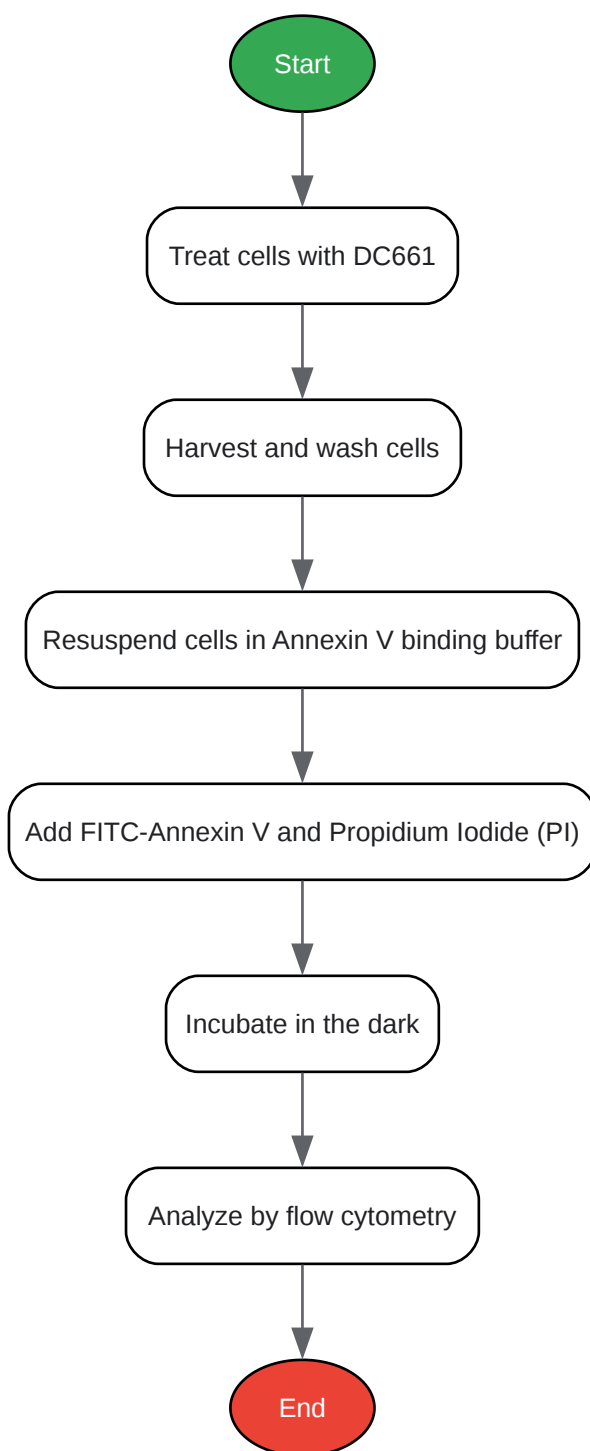 Start
Treat cells with DC661
Harvest and wash cells
Resuspend cells in Annexin V binding buffer
Add FITC-Annexin V and Propidium Iodide (PI)
Incubate in the dark
Analyze by flow cytometry
End